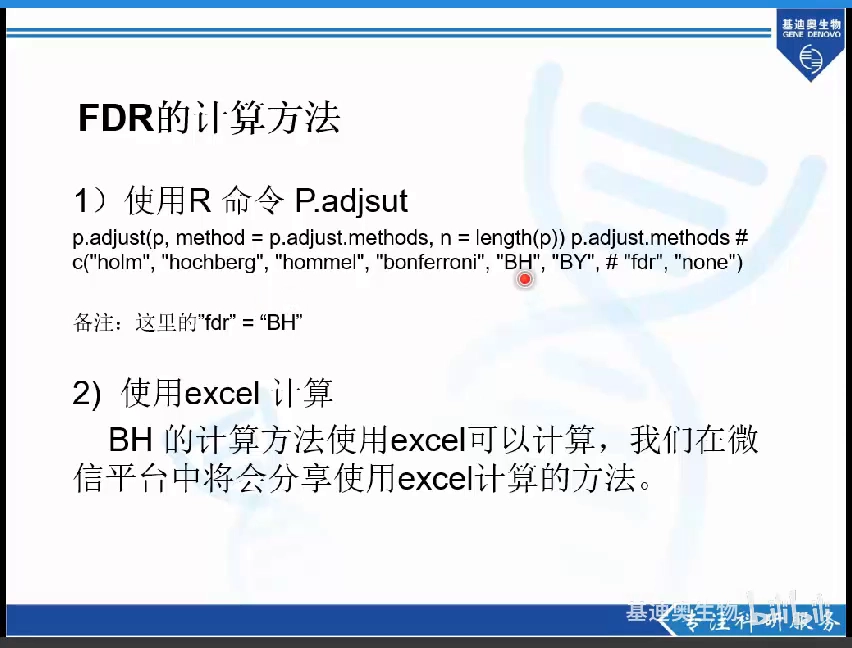 基迪奥生物
GENE DENOVO
FDR的计算方法
1）使用R 命令 P.adjsut
p.adjust(p, method = p.adjust.methods, n = length(p)) p.adjust.methods #
c("holm", "hochberg", "hommel", "bonferroni", "BH", "BY", # "fdr", "none")
备注：这里的”fdr” = “BH”
2) 使用excel 计算
BH 的计算方法使用excel可以计算，我们在微
信平台中将会分享使用excel计算的方法。
基迪奥生物 bilibili
专注科研服务